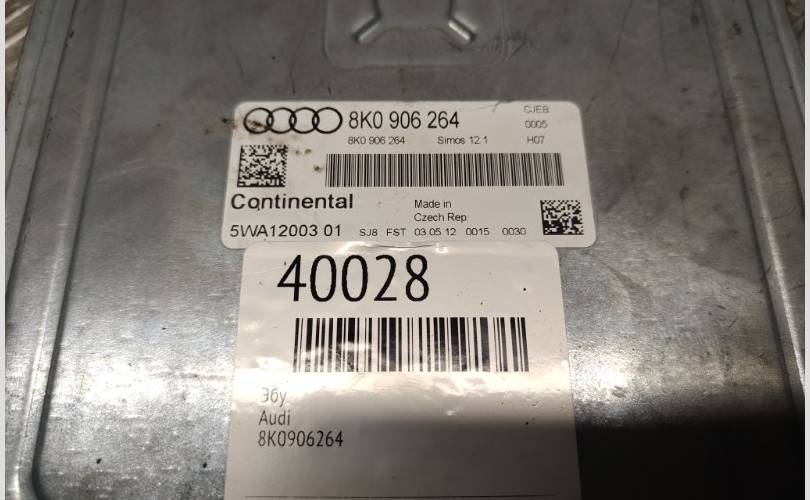 8K0 906 264 CJEB
8K0 906 264 Simos 12.1 0005
H07
Continental
Made in
Czech Rep
5WA12003 01 SJ8 FST 03.05.12 0015 0030
40028
Эбу
Audi
8K0906264